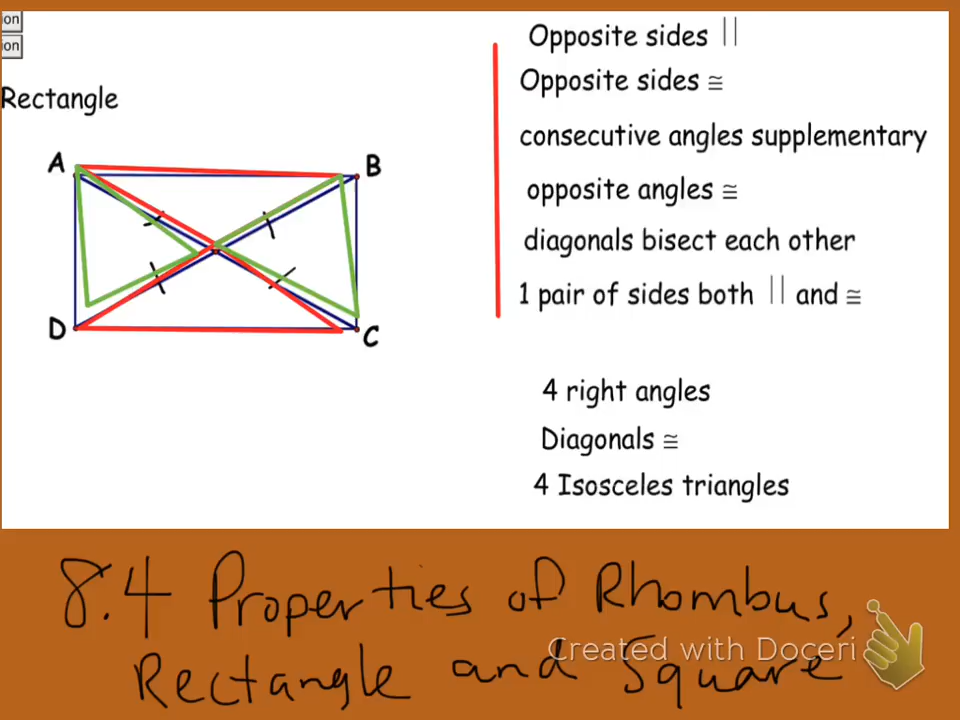 ion
ion
Rectangle
A
B
D
C
Opposite sides ||
Opposite sides ≅
consecutive angles supplementary
opposite angles ≅
diagonals bisect each other
1 pair of sides both || and ≅
4 right angles
Diagonals ≅
4 Isosceles triangles
8.4 Properties of Rhombus,
Rectangle and Square
Created with Doceri